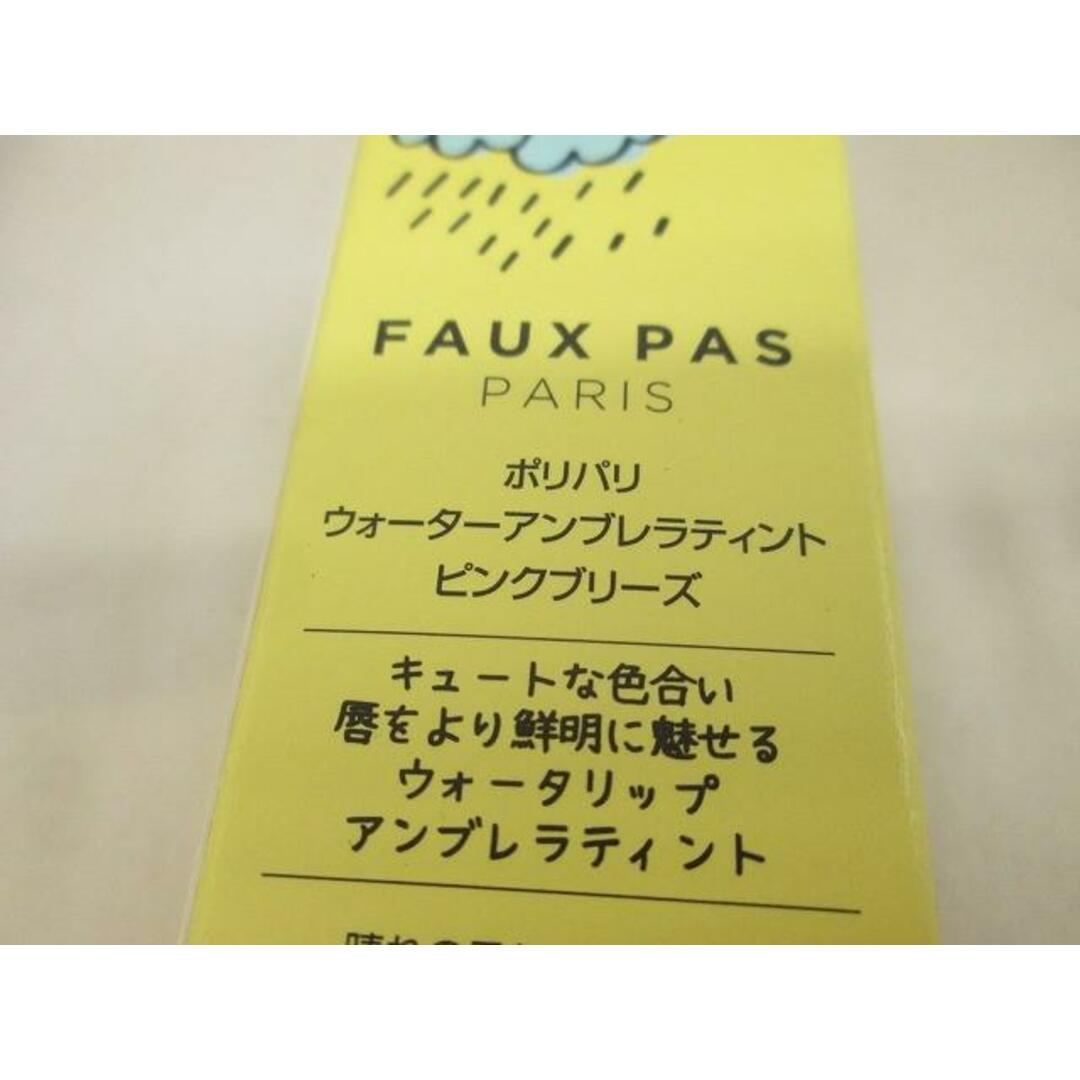 FAUX PAS
PARIS
ポリパリ
ウォーターアンブレラティント
ピンクブリーズ
キュートな色合い
唇をより鮮明に魅せる
ウォータリップ
アンブレラティント
晴れの